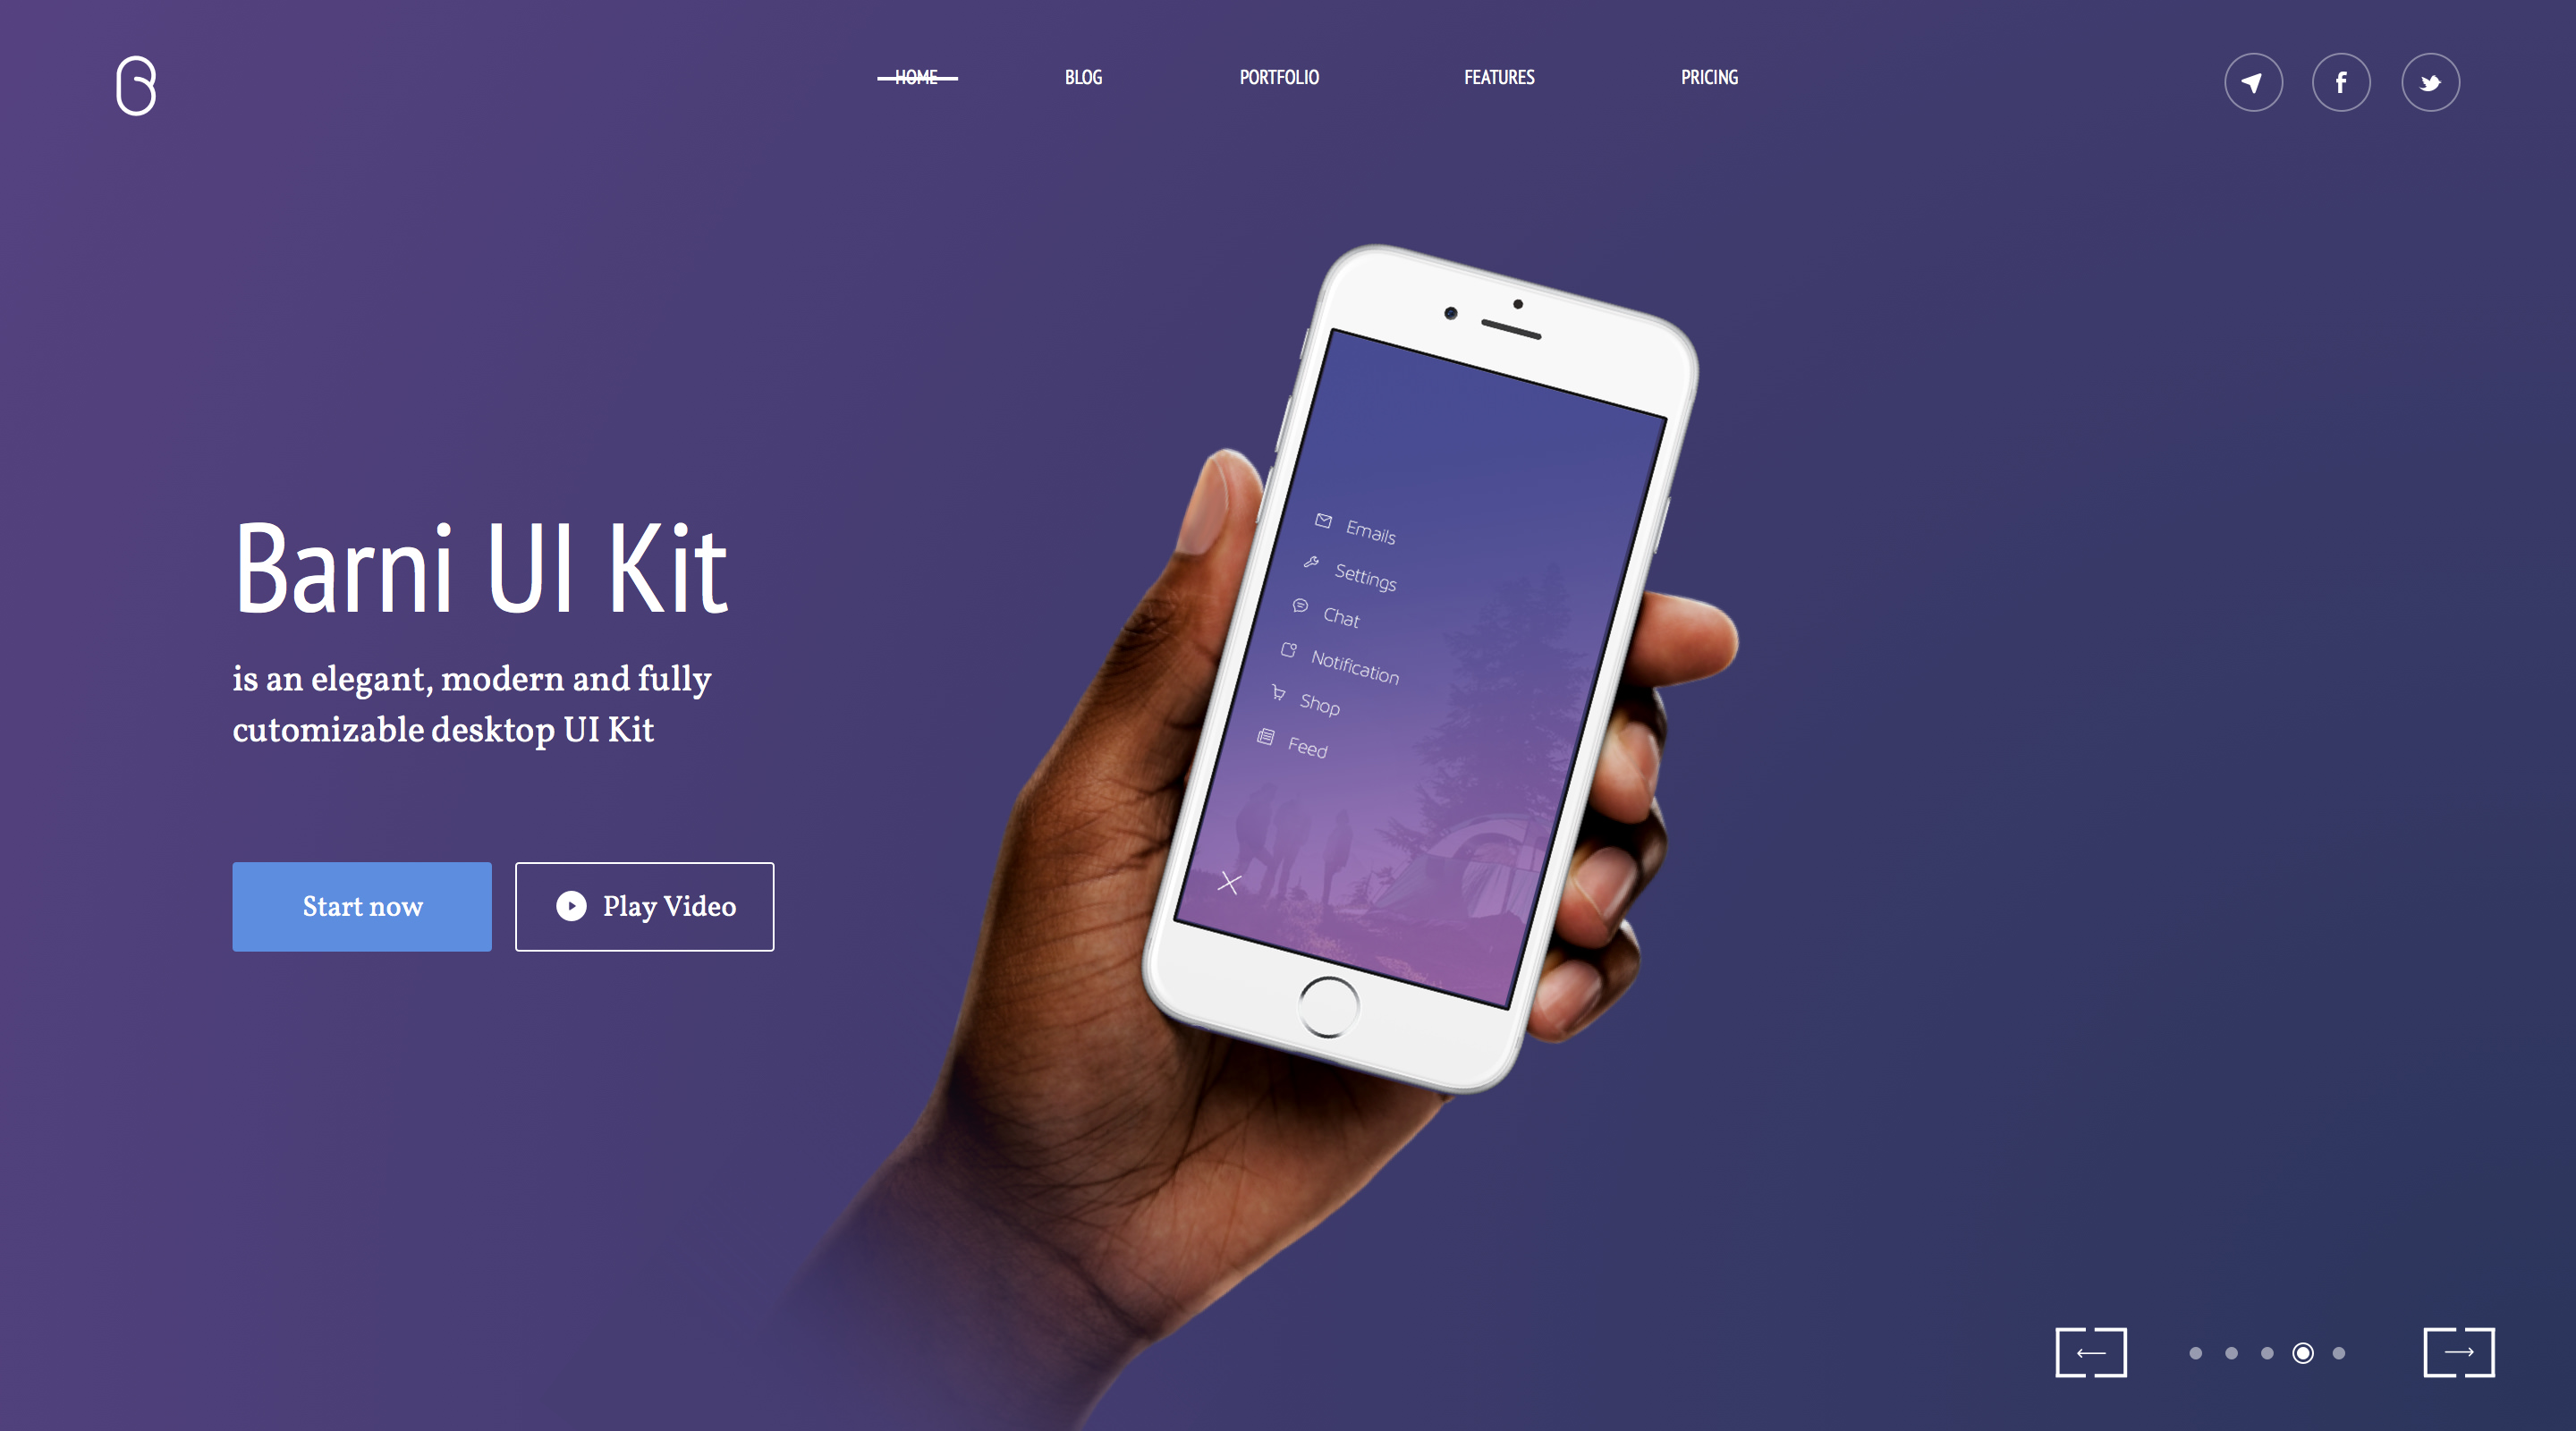 HOME
BLOG
PORTFOLIO
FEATURES
PRICING
Barni UI Kit
is an elegant, modern and fully
cutomizable desktop UI Kit
Start now
Play Video
Emails
Settings
Chat
Notification
Shop
Feed